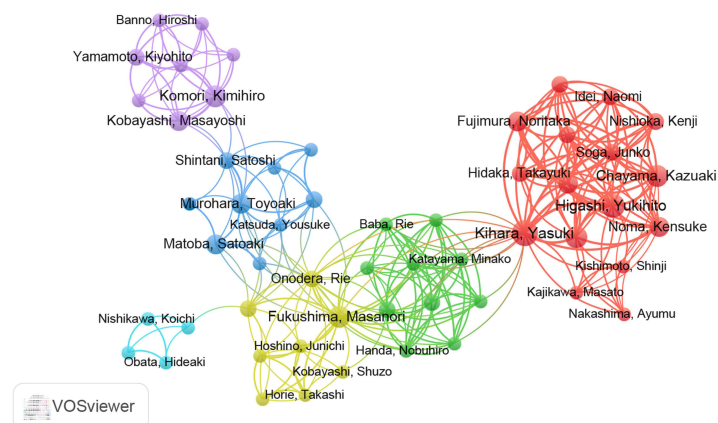 Banno, Hiroshi
Yamamoto, Kiyohito
Komori, Kimihiro
Kobayashi, Masayoshi
Idei, Naomi
Fujimura, Noritaka
Nishioka, Kenji
Soga, Junko
Shintani, Satoshi
Hidaka, Takayuki
Chayama, Kazuaki
Murohara, Toyoaki
Higashi, Yukihito
Katsuda, Yousuke
Baba, Rie
Noma, Kensuke
Kihara, Yasuki
Matoba, Satoaki
Katayama, Minako
Kishimoto, Shinji
Onodera, Rie
Kajikawa, Masato
Nakashima, Ayumu
Nishikawa, Koichi
Fukushima, Masanori
Hoshino, Junichi
Handa, Nobuhiro
Obata, Hideaki
Kobayashi, Shuzo
Horie, Takashi
VOSviewer